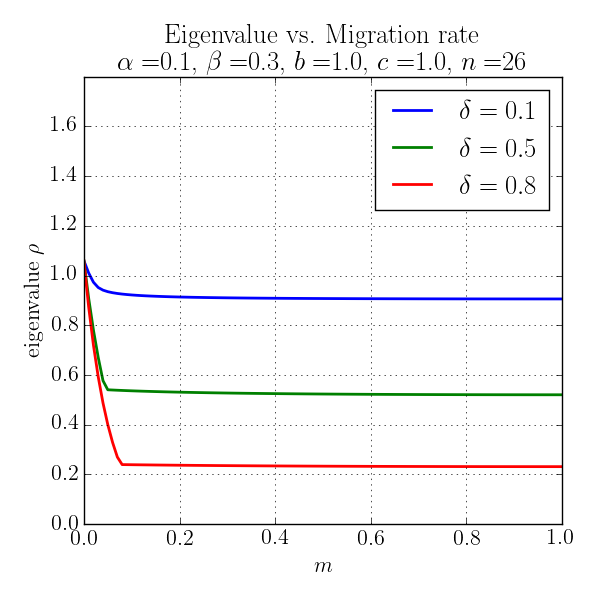 Eigenvalue vs. Migration rate
α =0.1, β =0.3, b =1.0, c =1.0, n =26
δ = 0.1
δ = 0.5
δ = 0.8
eigenvalue ρ
1.6
1.4
1.2
1.0
0.8
0.6
0.4
0.2
0.0
0.0 0.2 0.4 0.6 0.8 1.0
m